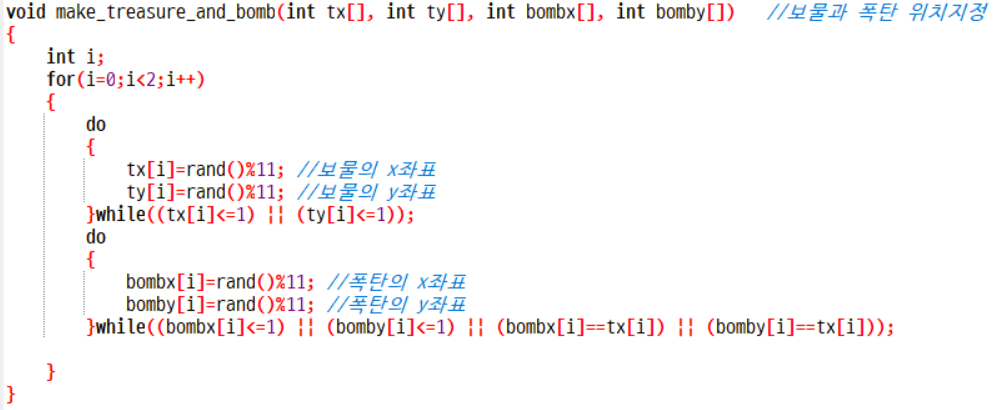 void make_treasure_and_bomb(int tx[], int ty[], int bombx[], int bomby[])   //보물과 폭탄 위치지정
{
    int i;
    for(i=0;i<2;i++)
    {
        do
        {
            tx[i]=rand()%11; //보물의 x좌표
            ty[i]=rand()%11; //보물의 y좌표
        }while((tx[i]<=1) || (ty[i]<=1));
        do
        {
            bombx[i]=rand()%11; //폭탄의 x좌표
            bomby[i]=rand()%11; //폭탄의 y좌표
        }while((bombx[i]<=1) || (bomby[i]<=1) || (bombx[i]==tx[i]) || (bomby[i]==tx[i]));
    }
}